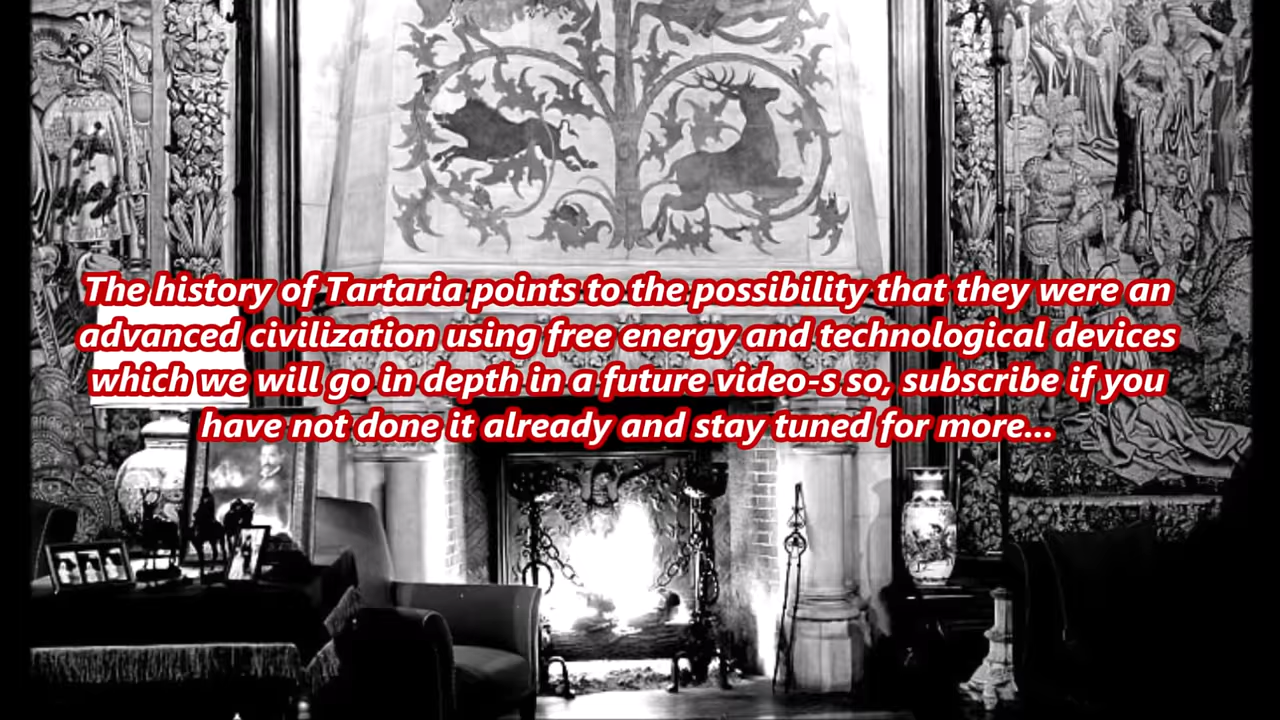 The history of Tartaria points to the possibility that they were an
advanced civilization using free energy and technological devices
which we will go in depth in a future video-s so, subscribe if you
have not done it already and stay tuned for more...